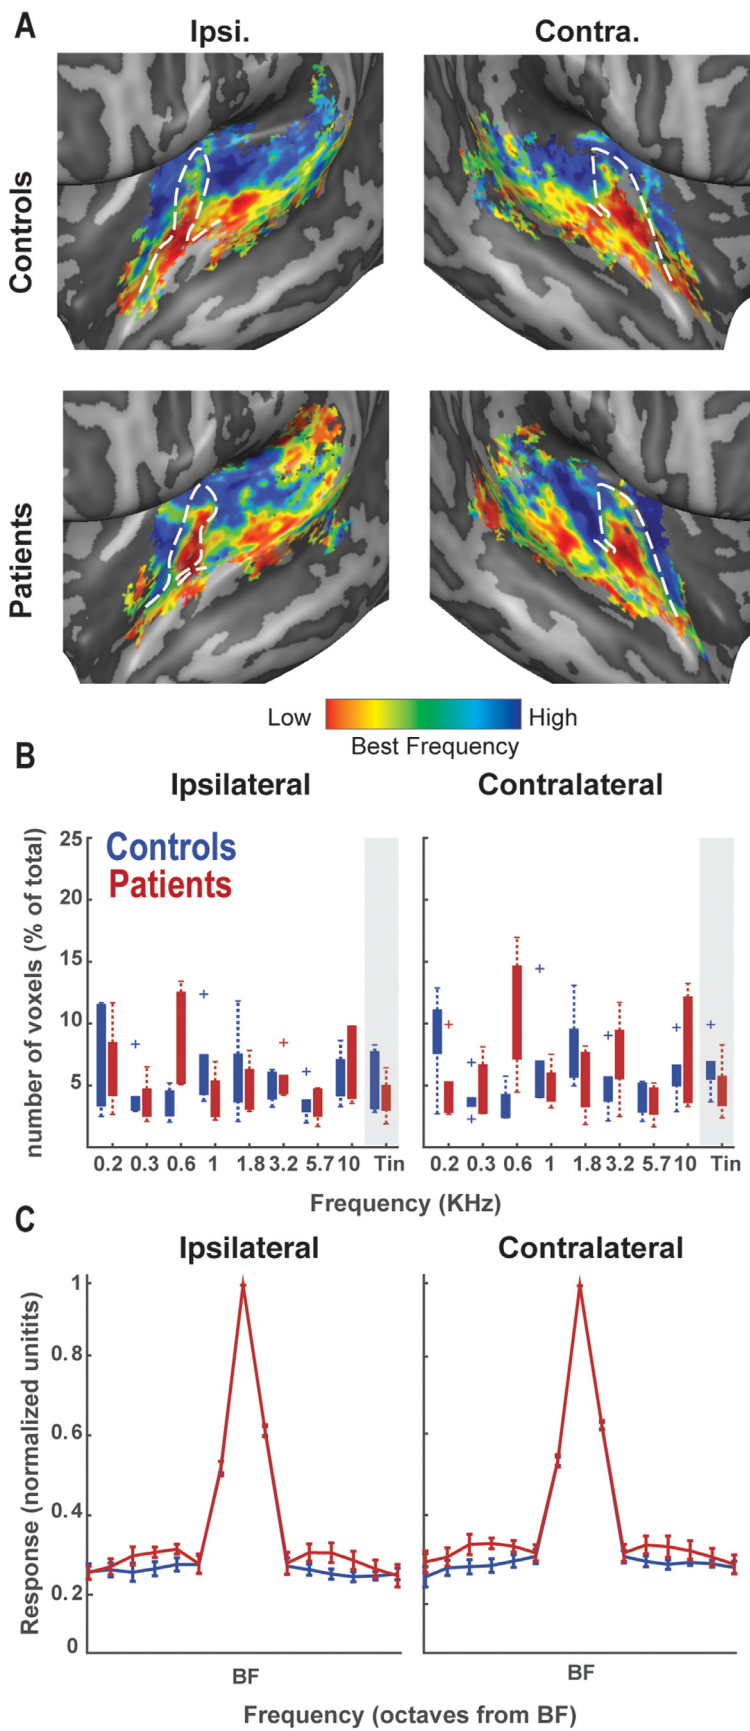 A
Ipsi. Contra.
Controls
Patients
Low High
Best Frequency
B
Ipsilateral Contralateral
number of voxels (% of total)
25
20
15
10
5
Controls
Patients
0.2 0.3 0.6 1 1.8 3.2 5.7 10 Tin
0.2 0.3 0.6 1 1.8 3.2 5.7 10 Tin
Frequency (KHz)
C
Ipsilateral Contralateral
Response (normalized unitits)
1
0.8
0.6
0.4
0.2
0
BF BF
Frequency (octaves from BF)